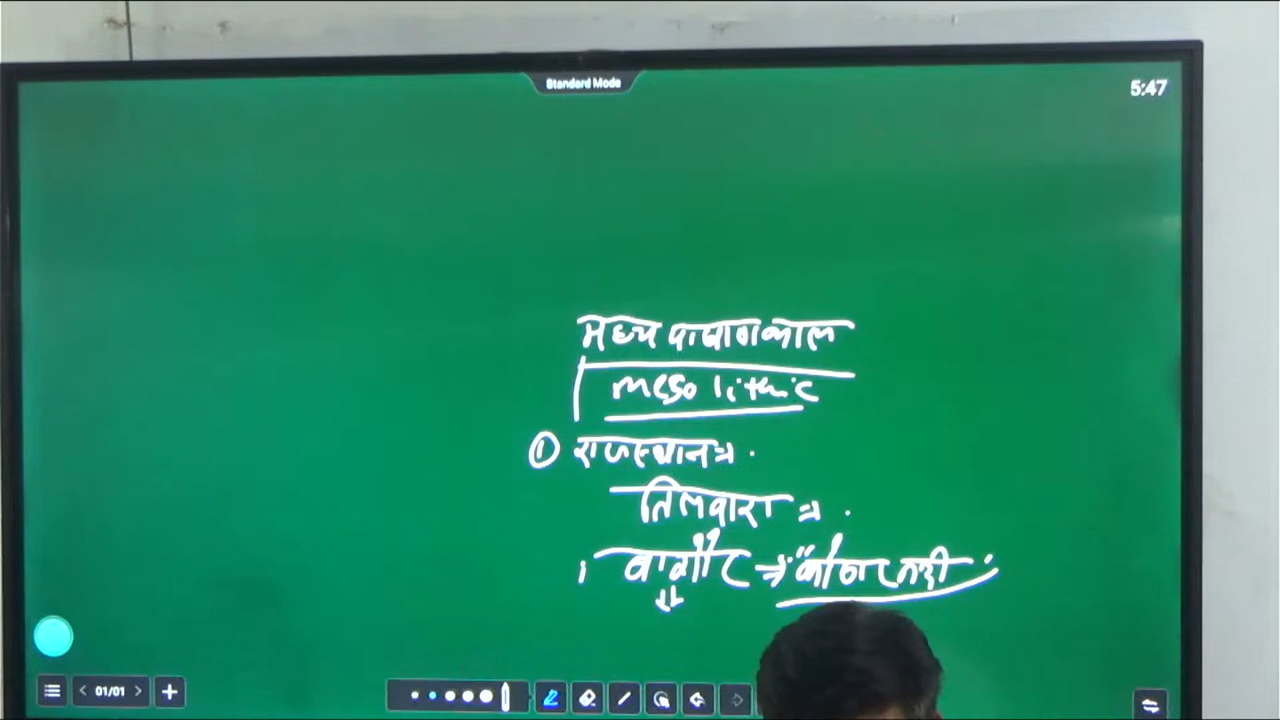 Standard Mode
5:47
मध्य पाषाणकाल
mesolithic
① राजस्थान →
तिलवारा →
बागौर → "कोठारी नदी"
01/01